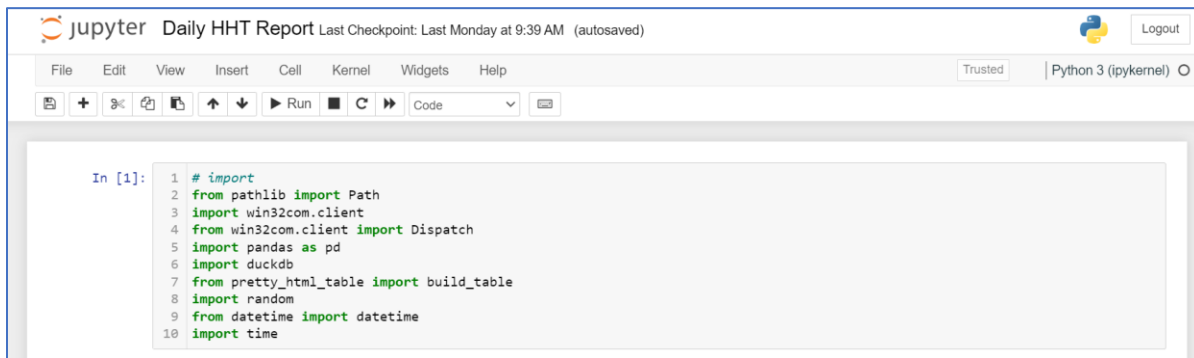 jupyter Daily HHT Report Last Checkpoint: Last Monday at 9:39 AM (autosaved) Logout
File Edit View Insert Cell Kernel Widgets Help Trusted Python 3 (ipykernel)
Run Code
In [1]: 1 # import
2 from pathlib import Path
3 import win32com.client
4 from win32com.client import Dispatch
5 import pandas as pd
6 import duckdb
7 from pretty_html_table import build_table
8 import random
9 from datetime import datetime
10 import time